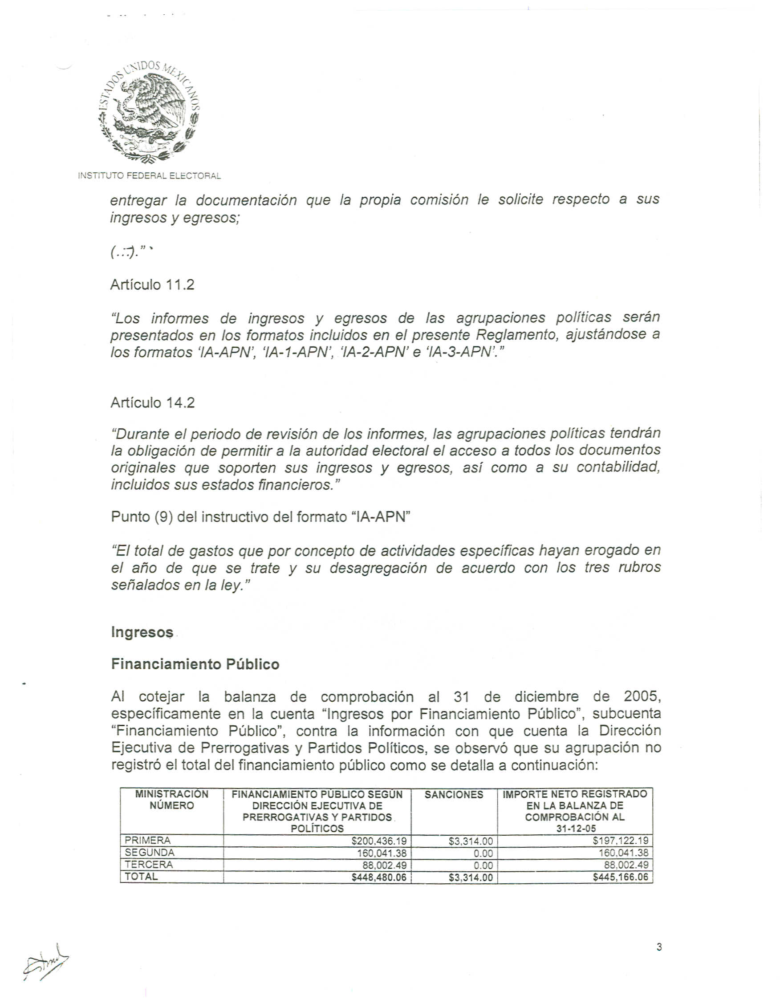 ESTADOS UNIDOS MEXICANOS
INSTITUTO FEDERAL ELECTORAL
entregar la documentación que la propia comisión le solicite respecto a sus
ingresos y egresos;
(...)."
Artículo 11.2
“Los informes de ingresos y egresos de las agrupaciones políticas serán
presentados en los formatos incluidos en el presente Reglamento, ajustándose a
los formatos ‘IA-APN’, ‘IA-1-APN’, ‘IA-2-APN’ e ‘IA-3-APN’.”
Artículo 14.2
“Durante el periodo de revisión de los informes, las agrupaciones políticas tendrán
la obligación de permitir a la autoridad electoral el acceso a todos los documentos
originales que soporten sus ingresos y egresos, así como a su contabilidad,
incluidos sus estados financieros.”
Punto (9) del instructivo del formato “IA-APN”
“El total de gastos que por concepto de actividades específicas hayan erogado en
el año de que se trate y su desagregación de acuerdo con los tres rubros
señalados en la ley.”
Ingresos
Financiamiento Público
Al cotejar la balanza de comprobación al 31 de diciembre de 2005,
específicamente en la cuenta “Ingresos por Financiamiento Público”, subcuenta
“Financiamiento Público”, contra la información con que cuenta la Dirección
Ejecutiva de Prerrogativas y Partidos Políticos, se observó que su agrupación no
registró el total del financiamiento público como se detalla a continuación:
MINISTRACIÓN NÚMERO FINANCIAMIENTO PÚBLICO SEGÚN DIRECCIÓN EJECUTIVA DE PRERROGATIVAS Y PARTIDOS POLÍTICOS SANCIONES IMPORTE NETO REGISTRADO EN LA BALANZA DE COMPROBACIÓN AL 31-12-05
PRIMERA $200,436.19 $3,314.00 $197,122.19
SEGUNDA 160,041.38 0.00 160,041.38
TERCERA 88,002.49 0.00 88,002.49
TOTAL $448,480.06 $3,314.00 $445,166.06
3